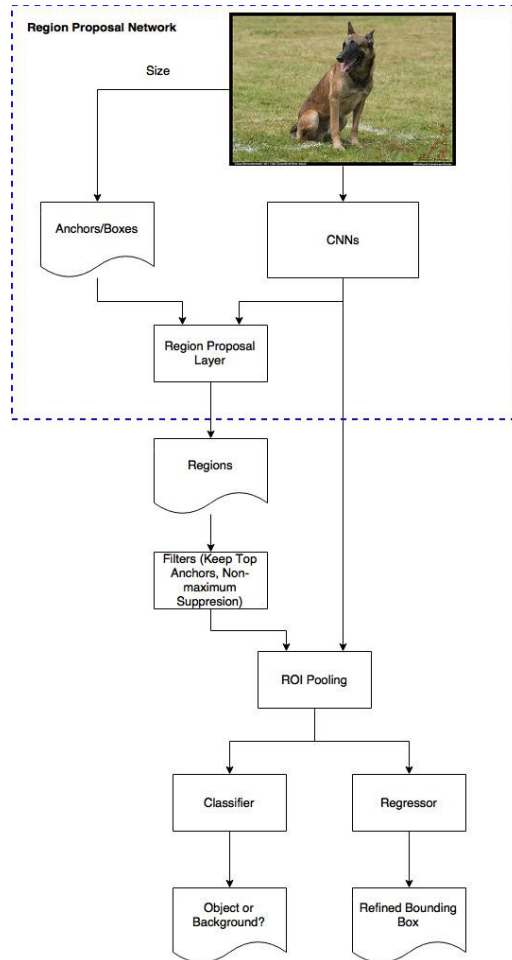 Region Proposal Network
Size
Anchors/Boxes
CNNs
Region Proposal
Layer
Regions
Filters (Keep Top
Anchors, Non-
maximum
Suppresion)
ROI Pooling
Classifier
Regressor
Object or
Background?
Refined Bounding
Box